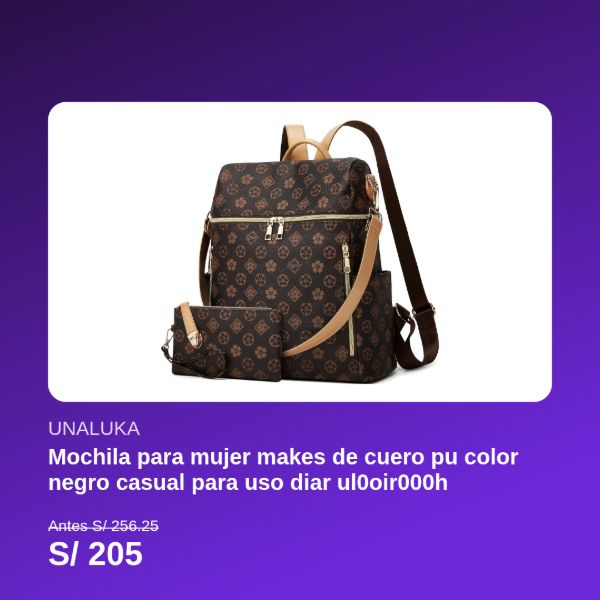 UNALUKA
Mochila para mujer makes de cuero pu color
negro casual para uso diar ul0oir000h
Antes S/ 256.25
S/ 205